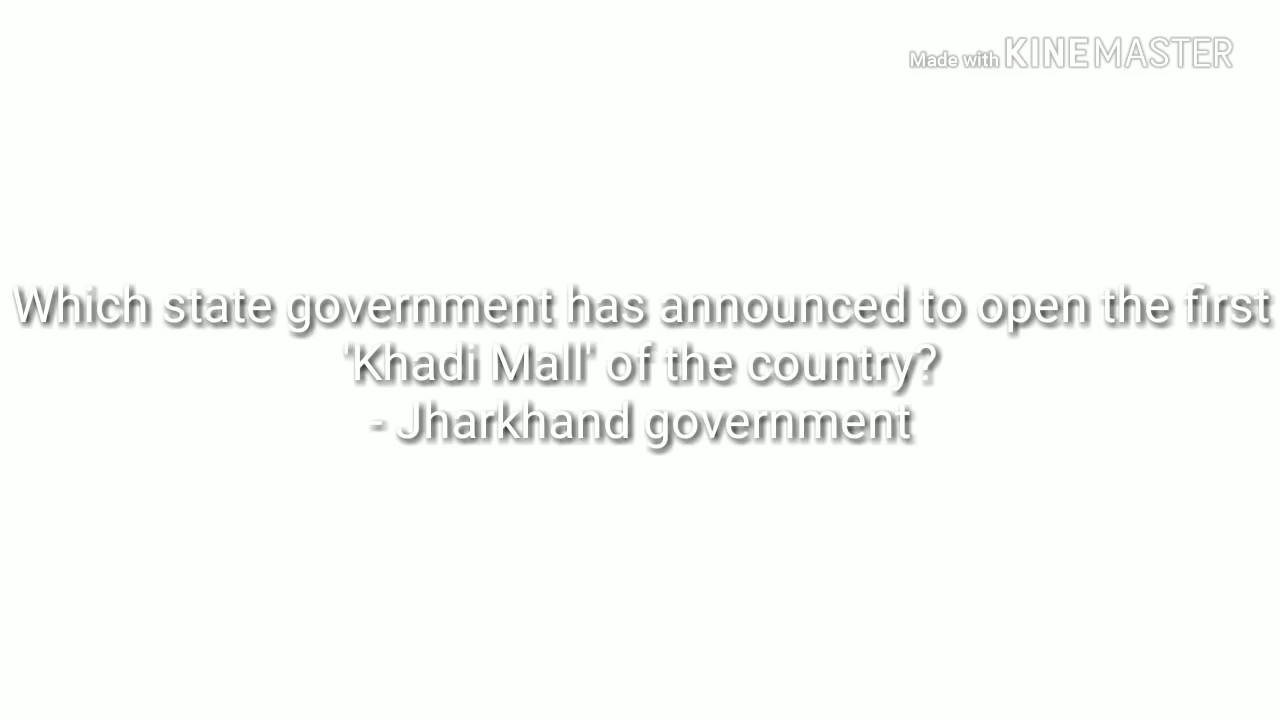 Made with KINEMASTER
Which state government has announced to open the first
'Khadi Mall' of the country?
- Jharkhand government